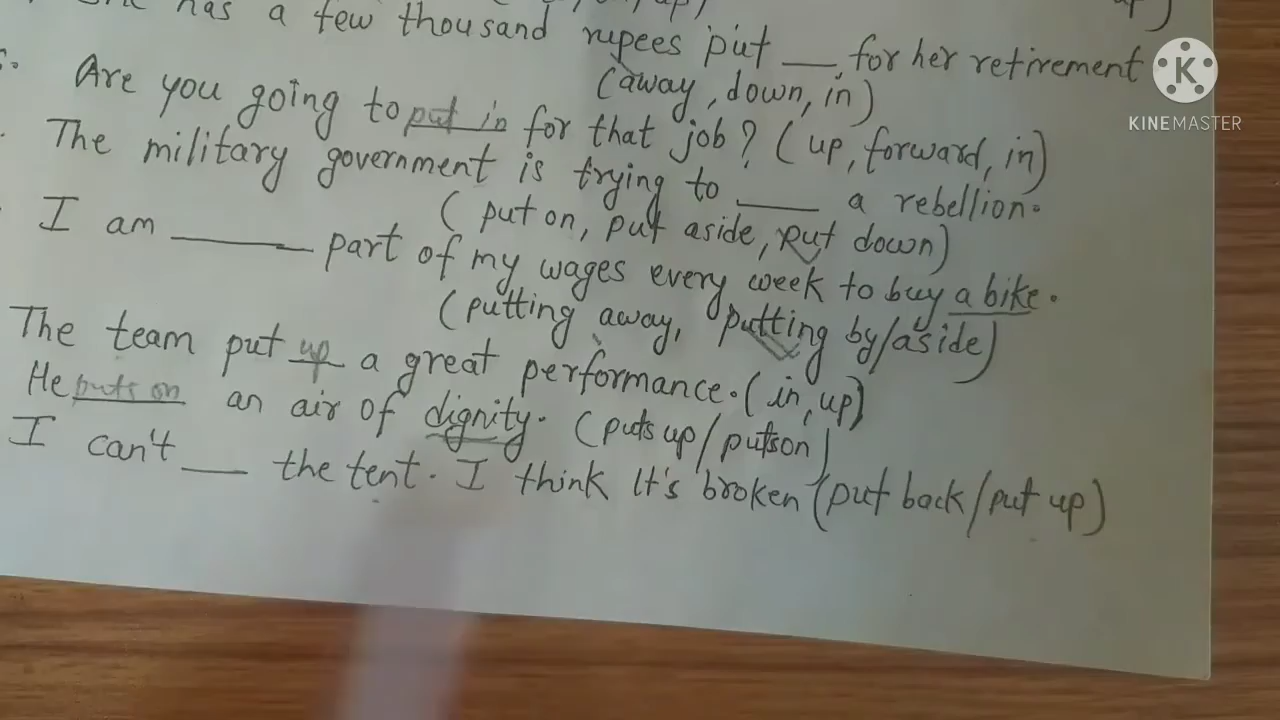 has a few thousand rupees put __ for her retirement
(away, down, in)
Are you going to put in for that job? (up, forward, in)
The military government is trying to ____ a rebellion.
(put on, put aside, put down)
I am ______ part of my wages every week to buy a bike.
(putting away, putting by/aside)
The team put up a great performance. (in, up)
He puts on an air of dignity. (puts up/putson)
I can't ___ the tent. I think It's broken (put back/put up)
K
KINEMASTER